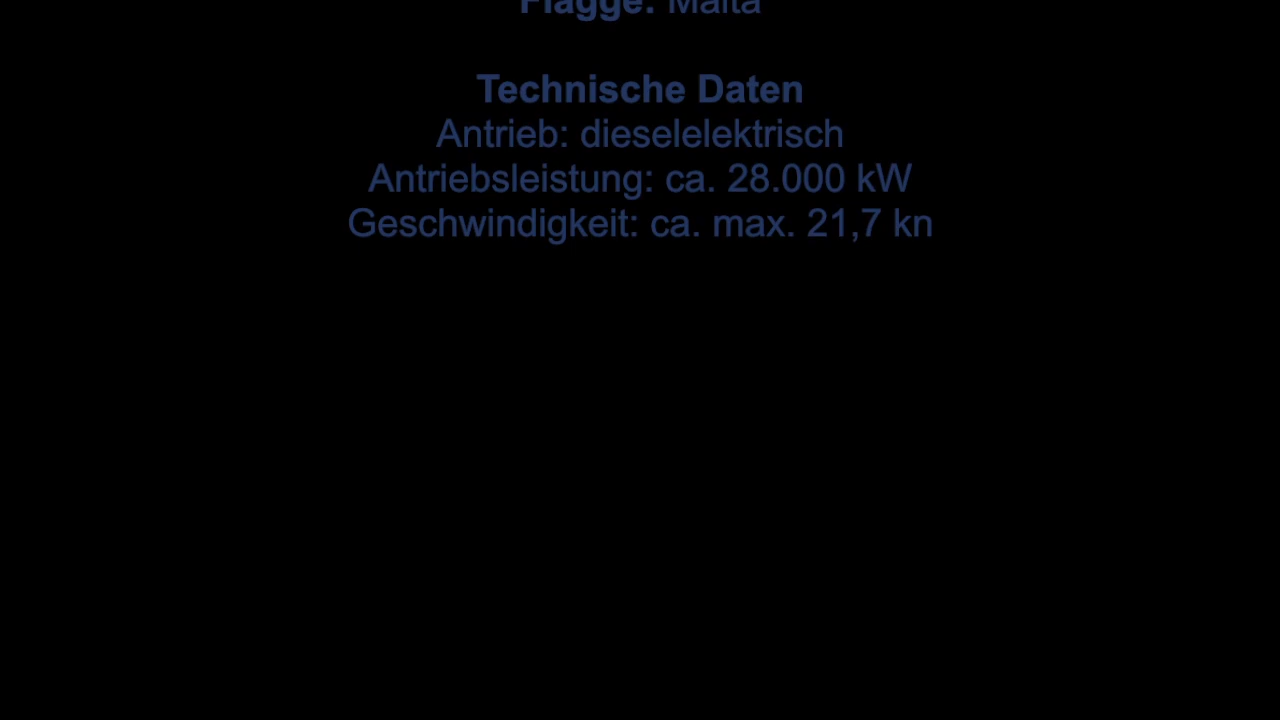 Flagge: Malta
Technische Daten
Antrieb: dieselelektrisch
Antriebsleistung: ca. 28.000 kW
Geschwindigkeit: ca. max. 21,7 kn